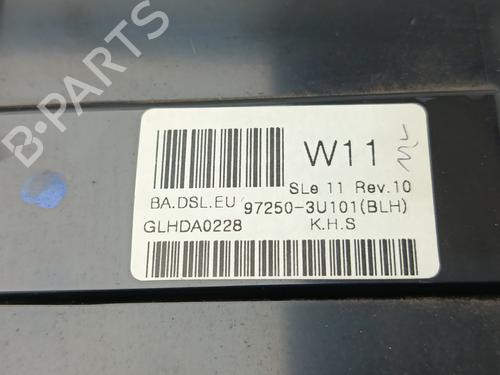 B-PARTS
W11
SLe 11 Rev.10
BA.DSL.EU
97250-3U101(BLH)
GLHDA0228
K.H.S